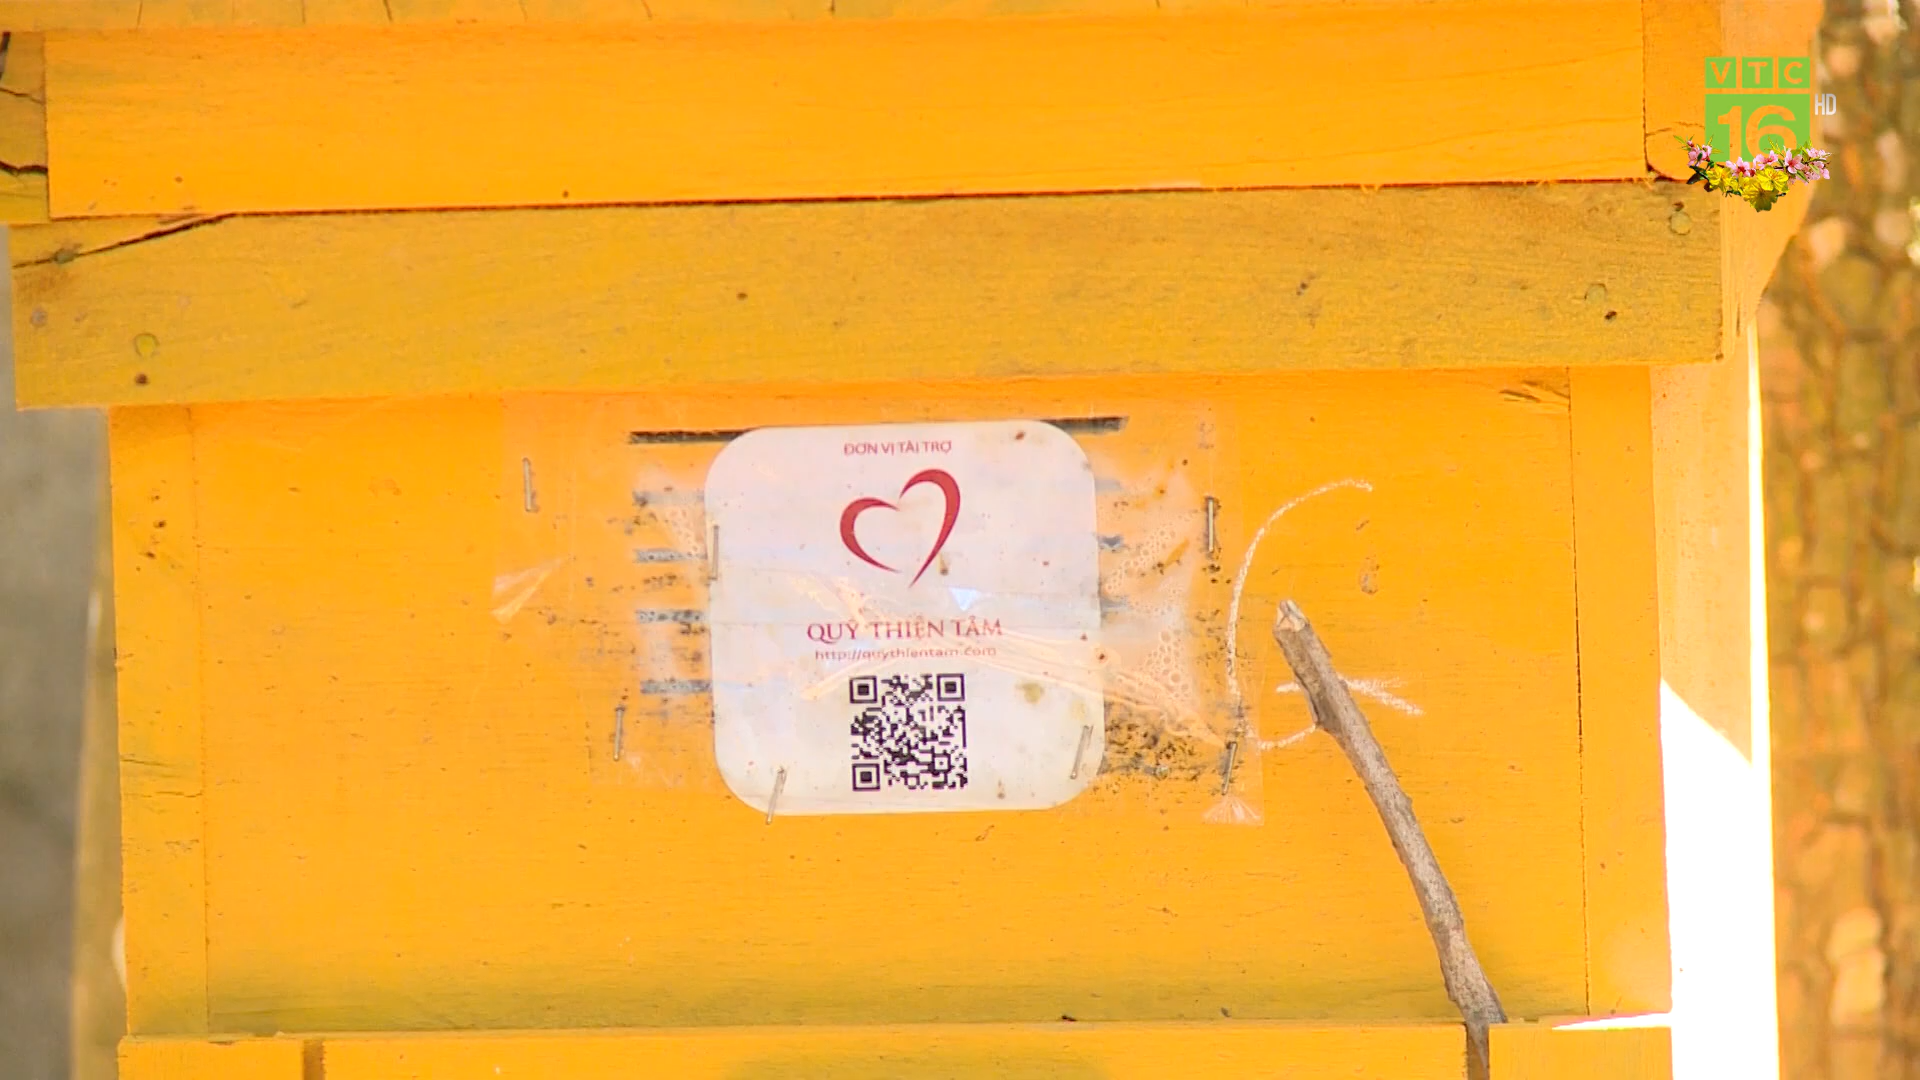 VTC
16
HD
ĐƠN VỊ TÀI TRỢ
QUỸ THIỆN TÂM
http://quythientam.com